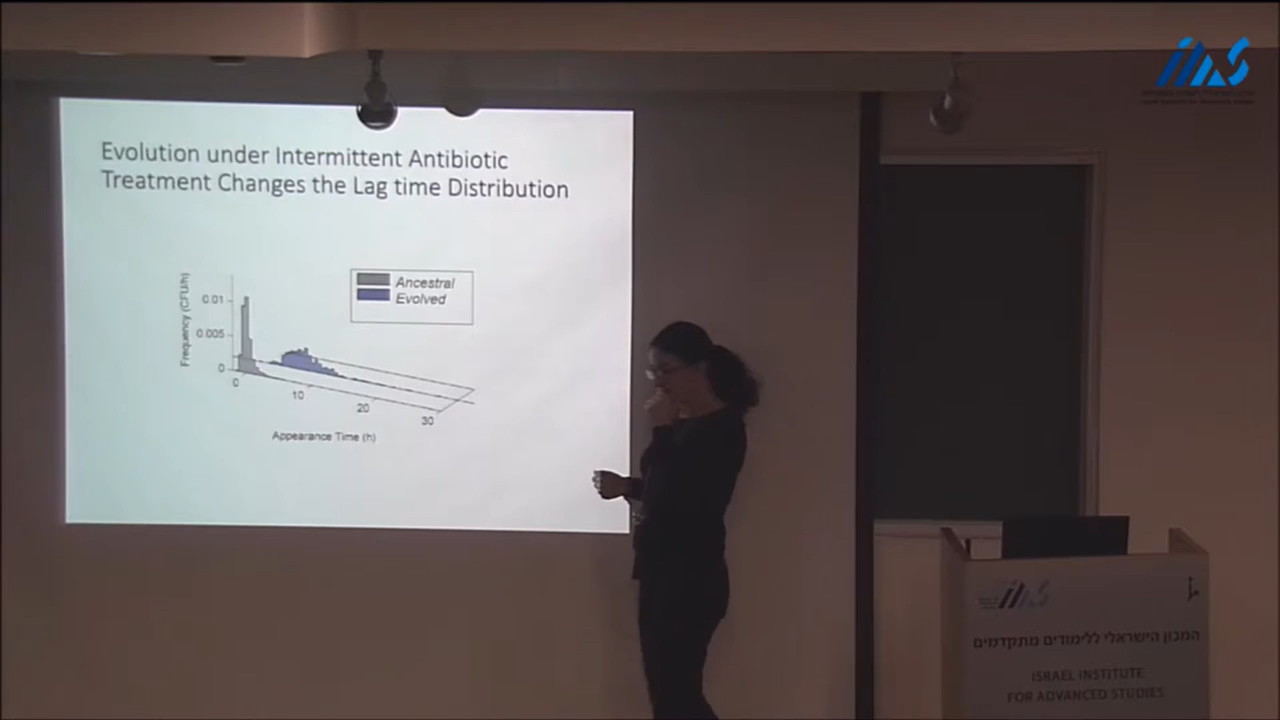 Evolution under Intermittent Antibiotic
Treatment Changes the Lag time Distribution
Ancestral
Evolved
Frequency (CFU/h)
0.01
0.005
0
0
10
20
30
Appearance Time (h)
המכון הישראלי ללימודים מתקדמים
ISRAEL INSTITUTE
FOR ADVANCED STUDIES